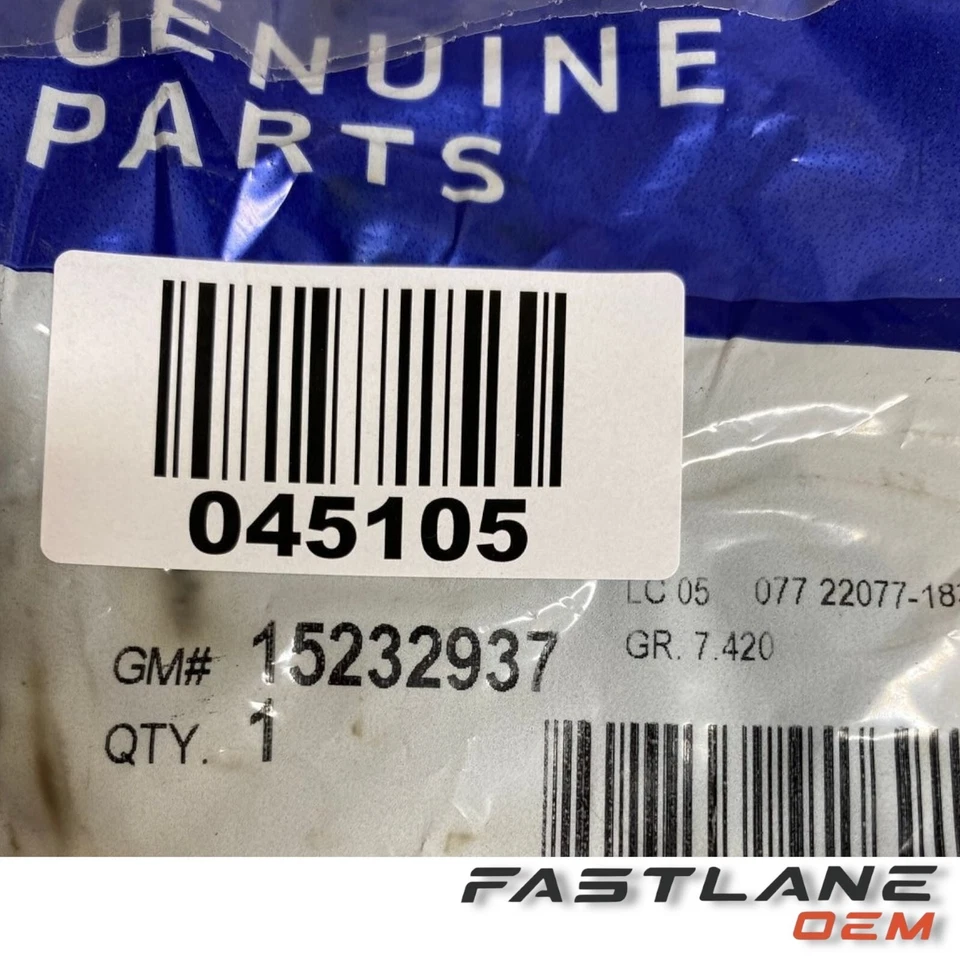 GENUINE
PARTS
045105
LC 05 077 22077-18
GM# 15232937
GR. 7.420
QTY. 1
FASTLANE
OEM